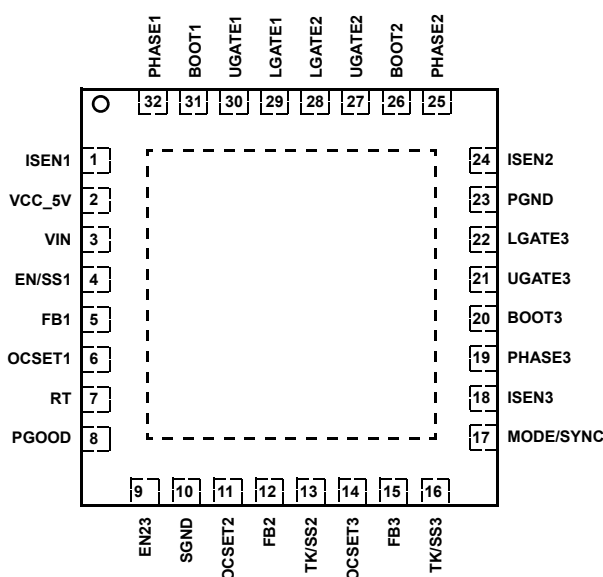 PHASE1
BOOT1
UGATE1
LGATE1
LGATE2
UGATE2
BOOT2
PHASE2
32 31 30 29 28 27 26 25
ISEN1 1
VCC_5V 2
VIN 3
EN/SS1 4
FB1 5
OCSET1 6
RT 7
PGOOD 8
24 ISEN2
23 PGND
22 LGATE3
21 UGATE3
20 BOOT3
19 PHASE3
18 ISEN3
17 MODE/SYNC
9 10 11 12 13 14 15 16
EN23
SGND
OCSET2
FB2
TK/SS2
OCSET3
FB3
TK/SS3